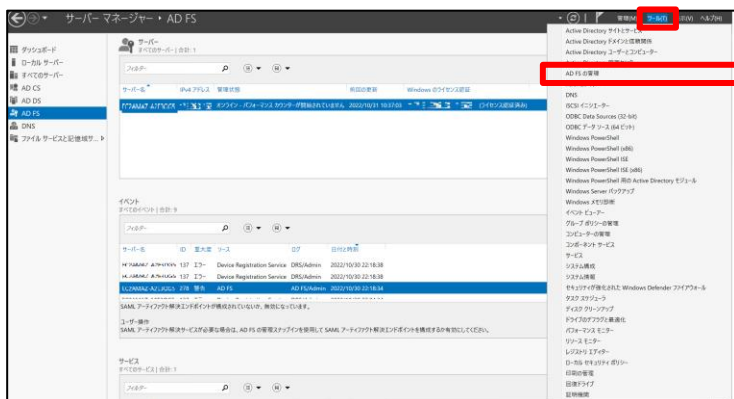 サーバー マネージャー • AD FS
管理(M) ツール(T) 表示(V) ヘルプ(H)
ダッシュボード
ローカル サーバー
すべてのサーバー
AD CS
AD DS
AD FS
DNS
ファイル サービスと記憶域サ...
サーバー
すべてのサーバー | 合計: 1
フィルター
サーバー名 IPv4 アドレス 管理状態 前回の更新 Windows のライセンス認証
オンライン - パフォーマンス カウンターが開始されていません 2022/10/31 10:37:03 (ライセンス認証済み)
イベント
すべてのイベント | 合計: 9
フィルター
サーバー名 ID 重大度 ソース ログ 日付と時刻
137 エラー Device Registration Service DRS/Admin 2022/10/30 22:18:38
137 エラー Device Registration Service DRS/Admin 2022/10/30 22:18:38
278 警告 AD FS AD FS/Admin 2022/10/30 22:18:34
SAML アーティファクト解決エンドポイントが構成されていないか、無効になっています。
ユーザー操作
SAML アーティファクト解決サービスが必要な場合は、AD FS の管理スナップインを使用して SAML アーティファクト解決エンドポイントを構成するか有効にしてください。
サービス
すべてのサービス | 合計: 1
フィルター
Active Directory サイトとサービス
Active Directory ドメインと信頼関係
Active Directory ユーザーとコンピューター
AD FS の管理
DNS
iSCSI イニシエーター
ODBC Data Sources (32-bit)
ODBC データ ソース (64 ビット)
Windows PowerShell
Windows PowerShell (x86)
Windows PowerShell ISE
Windows PowerShell ISE (x86)
Windows PowerShell 用の Active Directory モジュール
Windows Server バックアップ
Windows メモリ診断
イベント ビューアー
グループ ポリシーの管理
コンピューターの管理
コンポーネント サービス
サービス
システム構成
システム情報
セキュリティが強化された Windows Defender ファイアウォール
タスク スケジューラ
ディスク クリーンアップ
ドライブのデフラグと最適化
パフォーマンス モニター
リソース モニター
レジストリ エディター
ローカル セキュリティ ポリシー
印刷の管理
回復ドライブ
証明機関